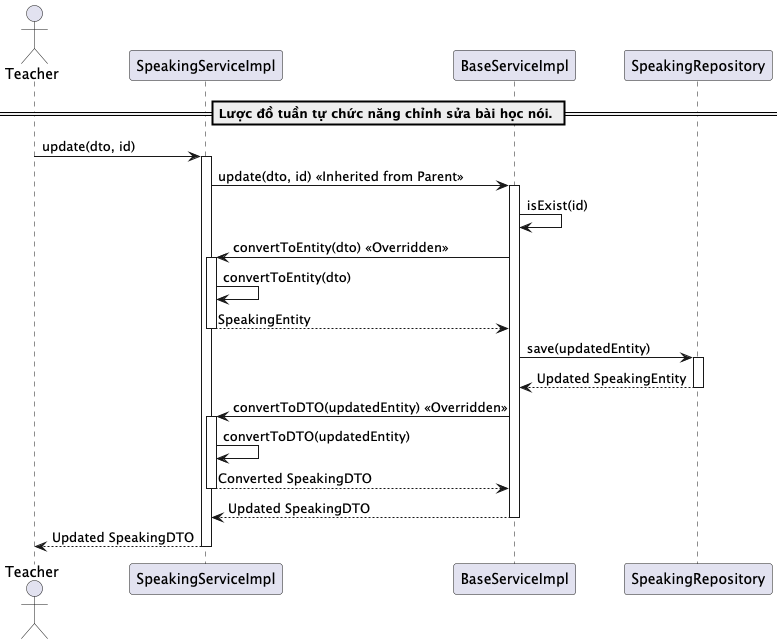 Teacher
SpeakingServiceImpl
BaseServiceImpl
SpeakingRepository
Lược đồ tuần tự chức năng chỉnh sửa bài học nói.
update(dto, id)
update(dto, id) «Inherited from Parent»
isExist(id)
convertToEntity(dto) «Overridden»
convertToEntity(dto)
SpeakingEntity
save(updatedEntity)
Updated SpeakingEntity
convertToDTO(updatedEntity) «Overridden»
convertToDTO(updatedEntity)
Converted SpeakingDTO
Updated SpeakingDTO
Updated SpeakingDTO
Teacher
SpeakingServiceImpl
BaseServiceImpl
SpeakingRepository